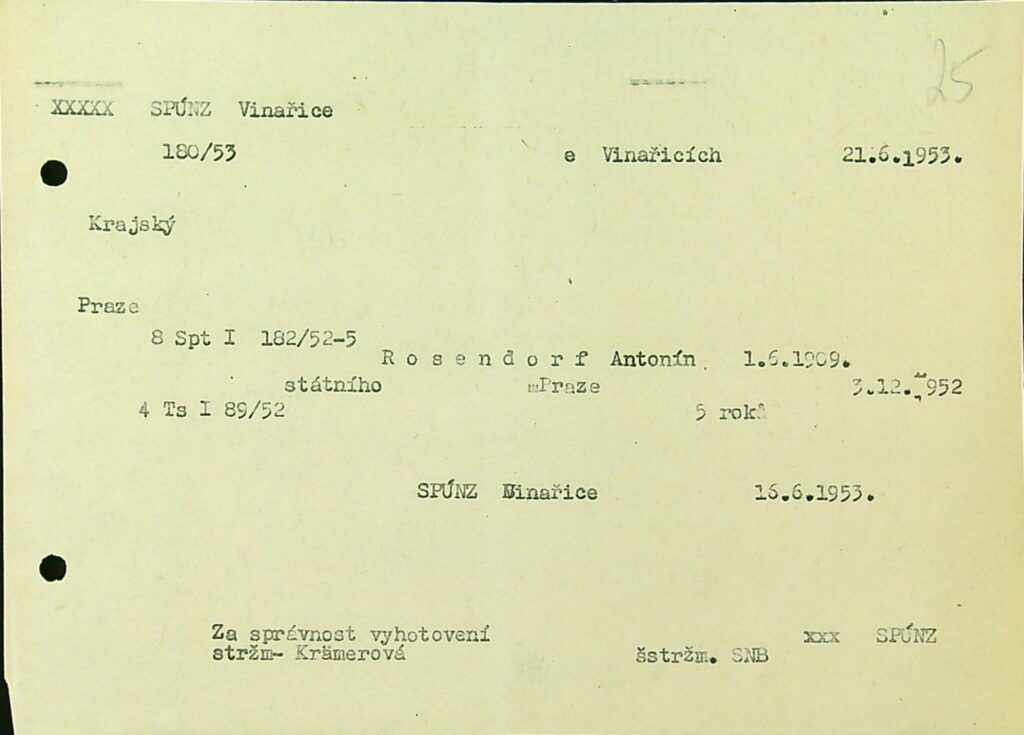 25
XXXXX SPÚNZ Vinařice
180/53 e Vinařicích 21.6.1953.
Krajský
Praze
8 Spt I 182/52-5
R o s e n d o r f Antonín. 1.6.1909.
státního Praze 3.12.1952
4 Ts I 89/52 5 roků
SPÚNZ Vinařice 16.6.1953.
Za správnost vyhotovení xxx SPÚNZ
stržm- Krämerová šstržm. SNB